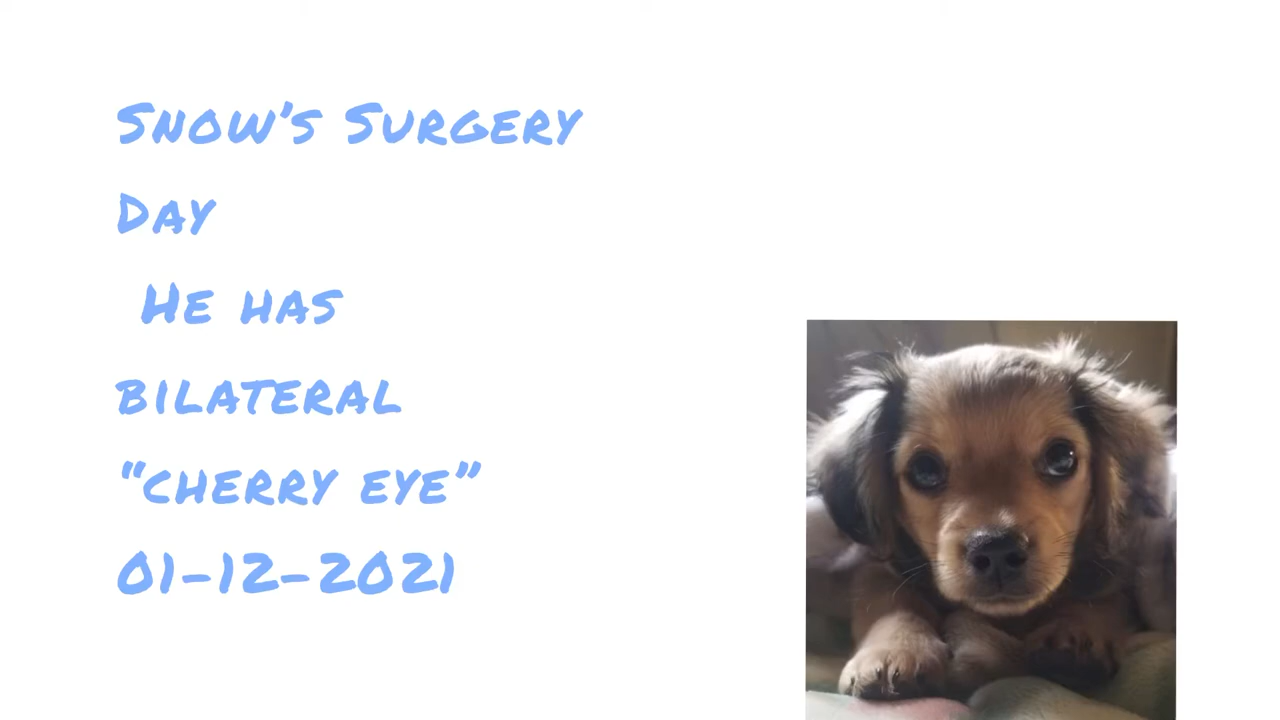 Snow's Surgery
Day
He has
bilateral
"cherry eye"
01-12-2021